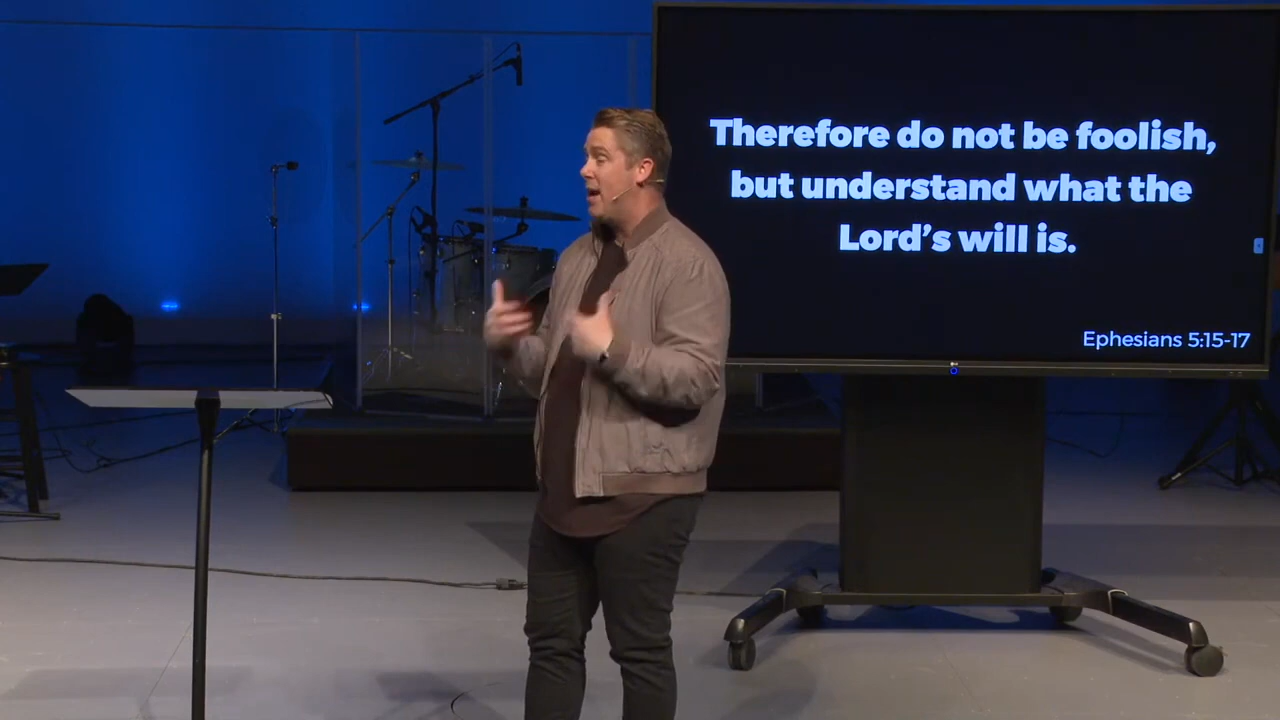 Therefore do not be foolish,
but understand what the
Lord's will is.
Ephesians 5:15-17